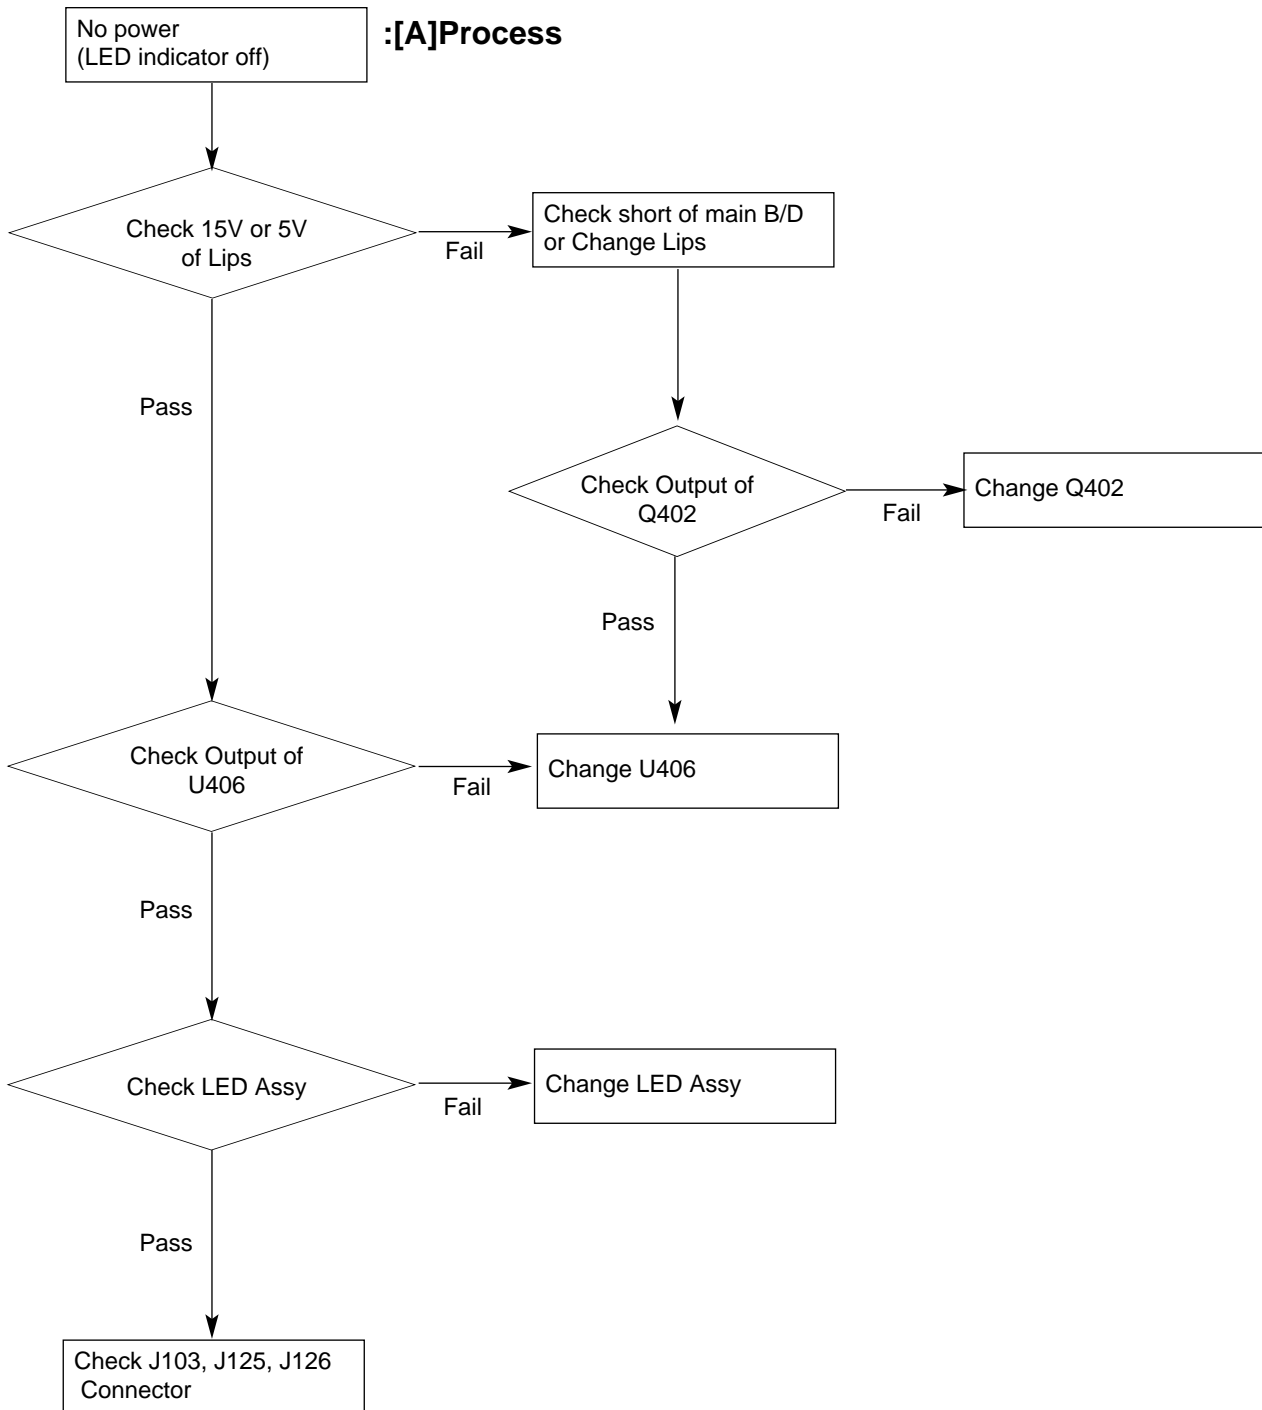 No power
(LED indicator off)
:[A]Process
Check 15V or 5V
of Lips
Fail
Check short of main B/D
or Change Lips
Pass
Check Output of
Q402
Fail
Change Q402
Pass
Check Output of
U406
Fail
Change U406
Pass
Check LED Assy
Fail
Change LED Assy
Pass
Check J103, J125, J126
Connector